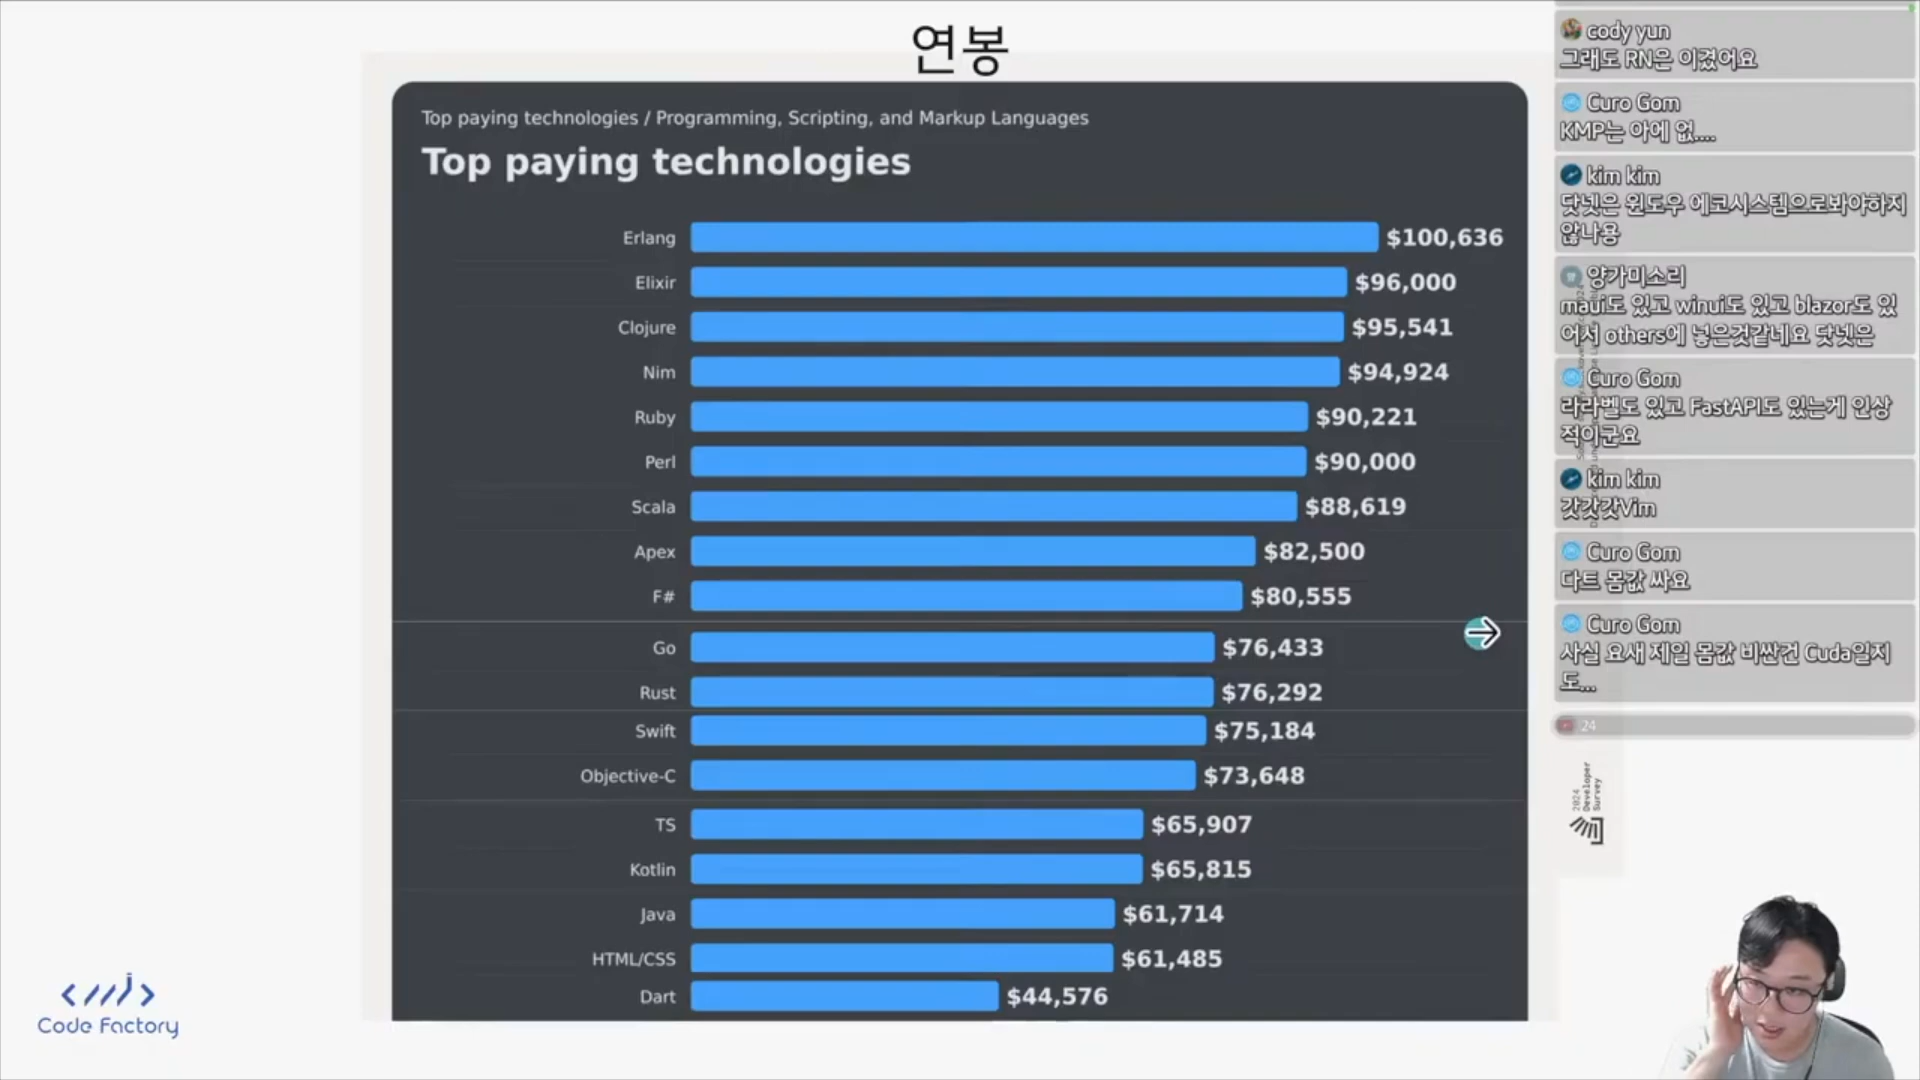 연봉
Top paying technologies / Programming, Scripting, and Markup Languages
Top paying technologies
Erlang $100,636
Elixir $96,000
Clojure $95,541
Nim $94,924
Ruby $90,221
Perl $90,000
Scala $88,619
Apex $82,500
F# $80,555
Go $76,433
Rust $76,292
Swift $75,184
Objective-C $73,648
TS $65,907
Kotlin $65,815
Java $61,714
HTML/CSS $61,485
Dart $44,576
Code Factory
cody yun
그래도 RN은 이겼어요
Curo Gom
KMP는 아에 없....
kim kim
닷넷은 윈도우 에코시스템으로봐야하지
않나용
양가미소리
maui도 있고 winui도 있고 blazor도 있
어서 others에 넣은것같네요 닷넷은
Curo Gom
라라벨도 있고 FastAPI도 있는게 인상
적이군요
kim kim
갓갓갓Vim
Curo Gom
다트 몸값 싸요
Curo Gom
사실 요새 제일 몸값 비싼건 Cuda일지
도...
24
2024
Developer
Survey